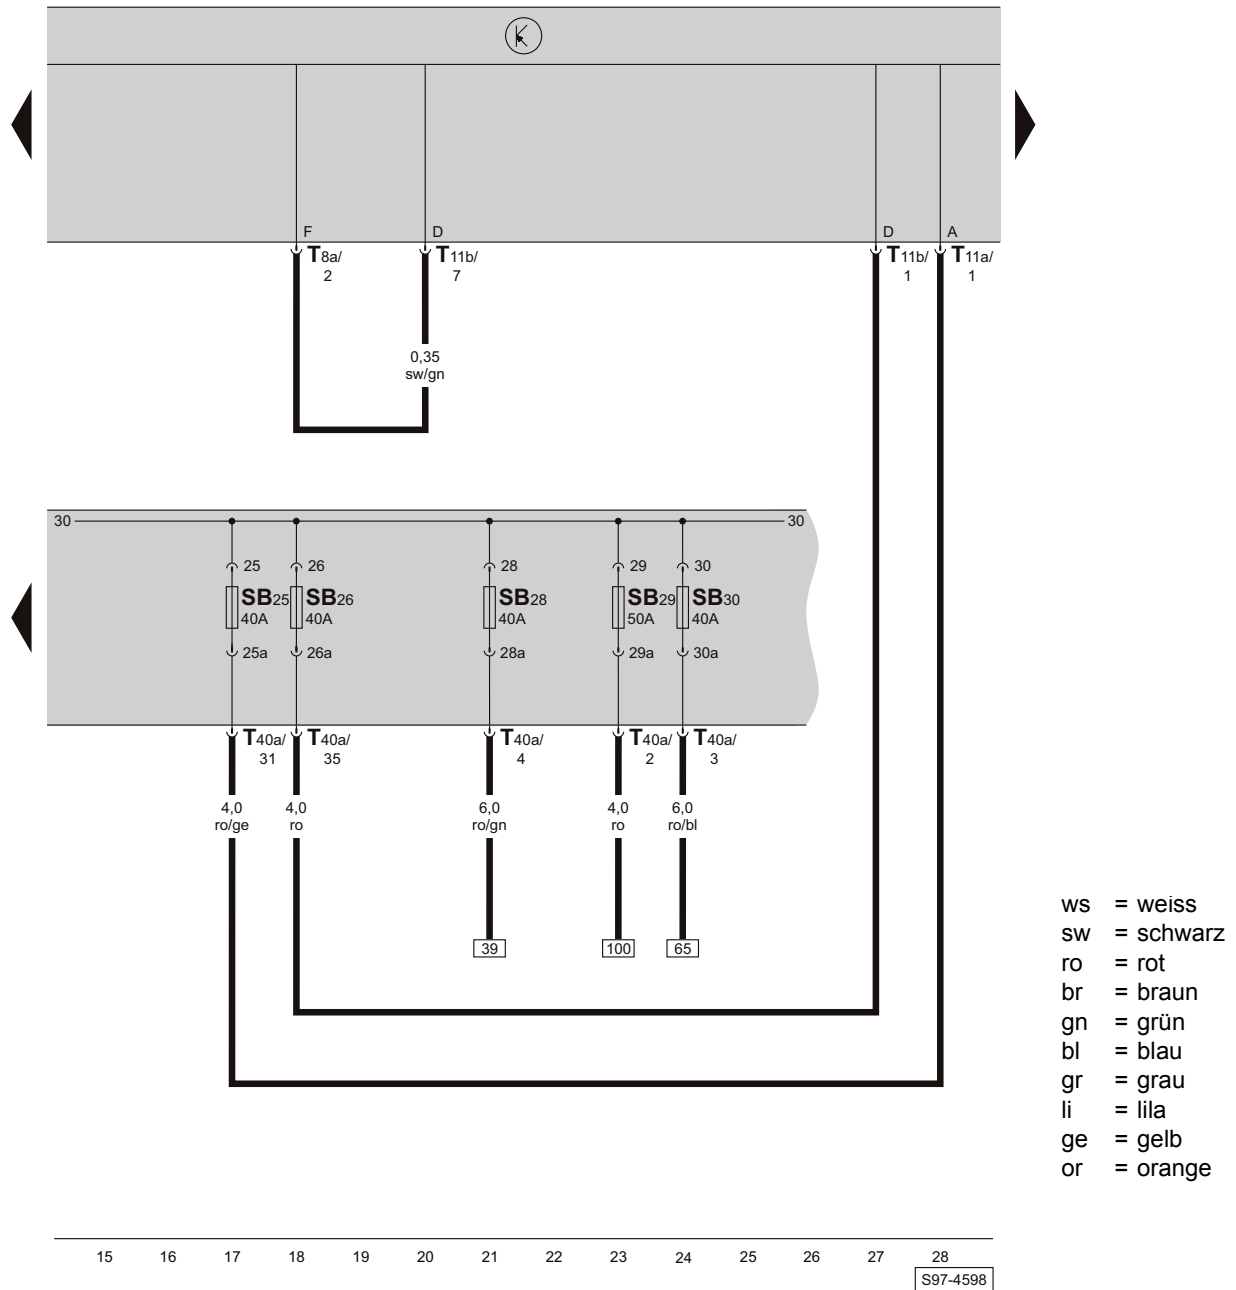 F D D A
T8a/ T11b/ T11b/ T11a/
2 7 1 1
0,35
sw/gn
30 30
25 26 28 29 30
SB25 SB26 SB28 SB29 SB30
40A 40A 40A 50A 40A
25a 26a 28a 29a 30a
T40a/ T40a/ T40a/ T40a/ T40a/
31 35 4 2 3
4,0 4,0 6,0 4,0 6,0
ro/ge ro ro/gn ro ro/bl
39 100 65
ws = weiss
sw = schwarz
ro = rot
br = braun
gn = grün
bl = blau
gr = grau
li = lila
ge = gelb
or = orange
15 16 17 18 19 20 21 22 23 24 25 26 27 28
S97-4598